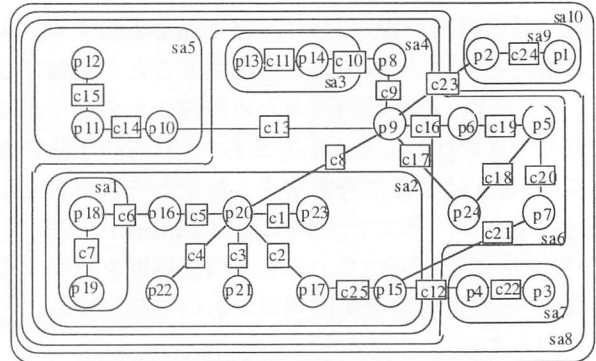 sa10
sa5 sa4 sa9
p12 p13 c11 p14 c10 p8 p2 c24 p1
sa3
c15 c9 c23
p11 c14 p10 c13 p9 c16 p6 c19 p5
c8 c17
sa1 sa2 c18 c20
p18 c6 p16 c5 p20 c1 p23 p24 p7
c21
c7 c4 c3 c2 sa6
p19 p22 p21 p17 c25 p15 c12 p4 c22 p3
sa7
sa8